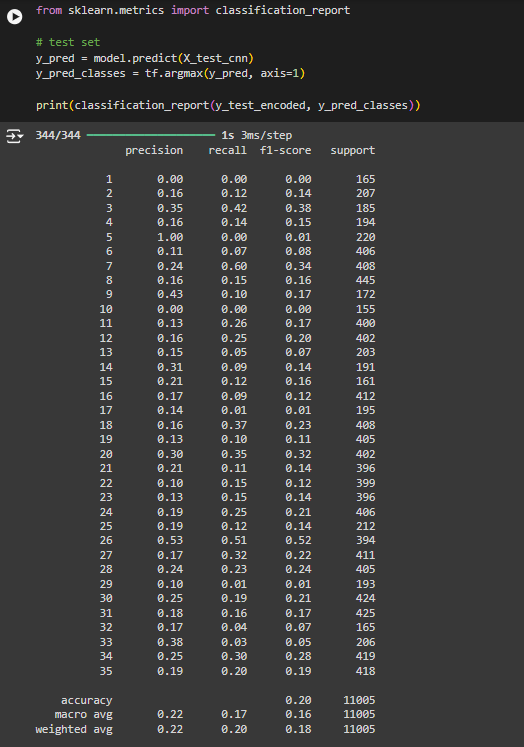 from sklearn.metrics import classification_report
# test set
y_pred = model.predict(X_test_cnn)
y_pred_classes = tf.argmax(y_pred, axis=1)
print(classification_report(y_test_encoded, y_pred_classes))
344/344 ━━━━━━━━━━━━━━━━━━━━ 1s 3ms/step
precision recall f1-score support
1 0.00 0.00 0.00 165
2 0.16 0.12 0.14 207
3 0.35 0.42 0.38 185
4 0.16 0.14 0.15 194
5 1.00 0.00 0.01 220
6 0.11 0.07 0.08 406
7 0.24 0.60 0.34 408
8 0.16 0.15 0.16 445
9 0.43 0.10 0.17 172
10 0.00 0.00 0.00 155
11 0.13 0.26 0.17 400
12 0.16 0.25 0.20 402
13 0.15 0.05 0.07 203
14 0.31 0.09 0.14 191
15 0.21 0.12 0.16 161
16 0.17 0.09 0.12 412
17 0.14 0.01 0.01 195
18 0.16 0.37 0.23 408
19 0.13 0.10 0.11 405
20 0.30 0.35 0.32 402
21 0.21 0.11 0.14 396
22 0.10 0.15 0.12 399
23 0.13 0.15 0.14 396
24 0.19 0.25 0.21 406
25 0.19 0.12 0.14 212
26 0.53 0.51 0.52 394
27 0.17 0.32 0.22 411
28 0.24 0.23 0.24 405
29 0.10 0.01 0.01 193
30 0.25 0.19 0.21 424
31 0.18 0.16 0.17 425
32 0.17 0.04 0.07 165
33 0.38 0.03 0.05 206
34 0.25 0.30 0.28 419
35 0.19 0.20 0.19 418
accuracy 0.20 11005
macro avg 0.22 0.17 0.16 11005
weighted avg 0.22 0.20 0.18 11005